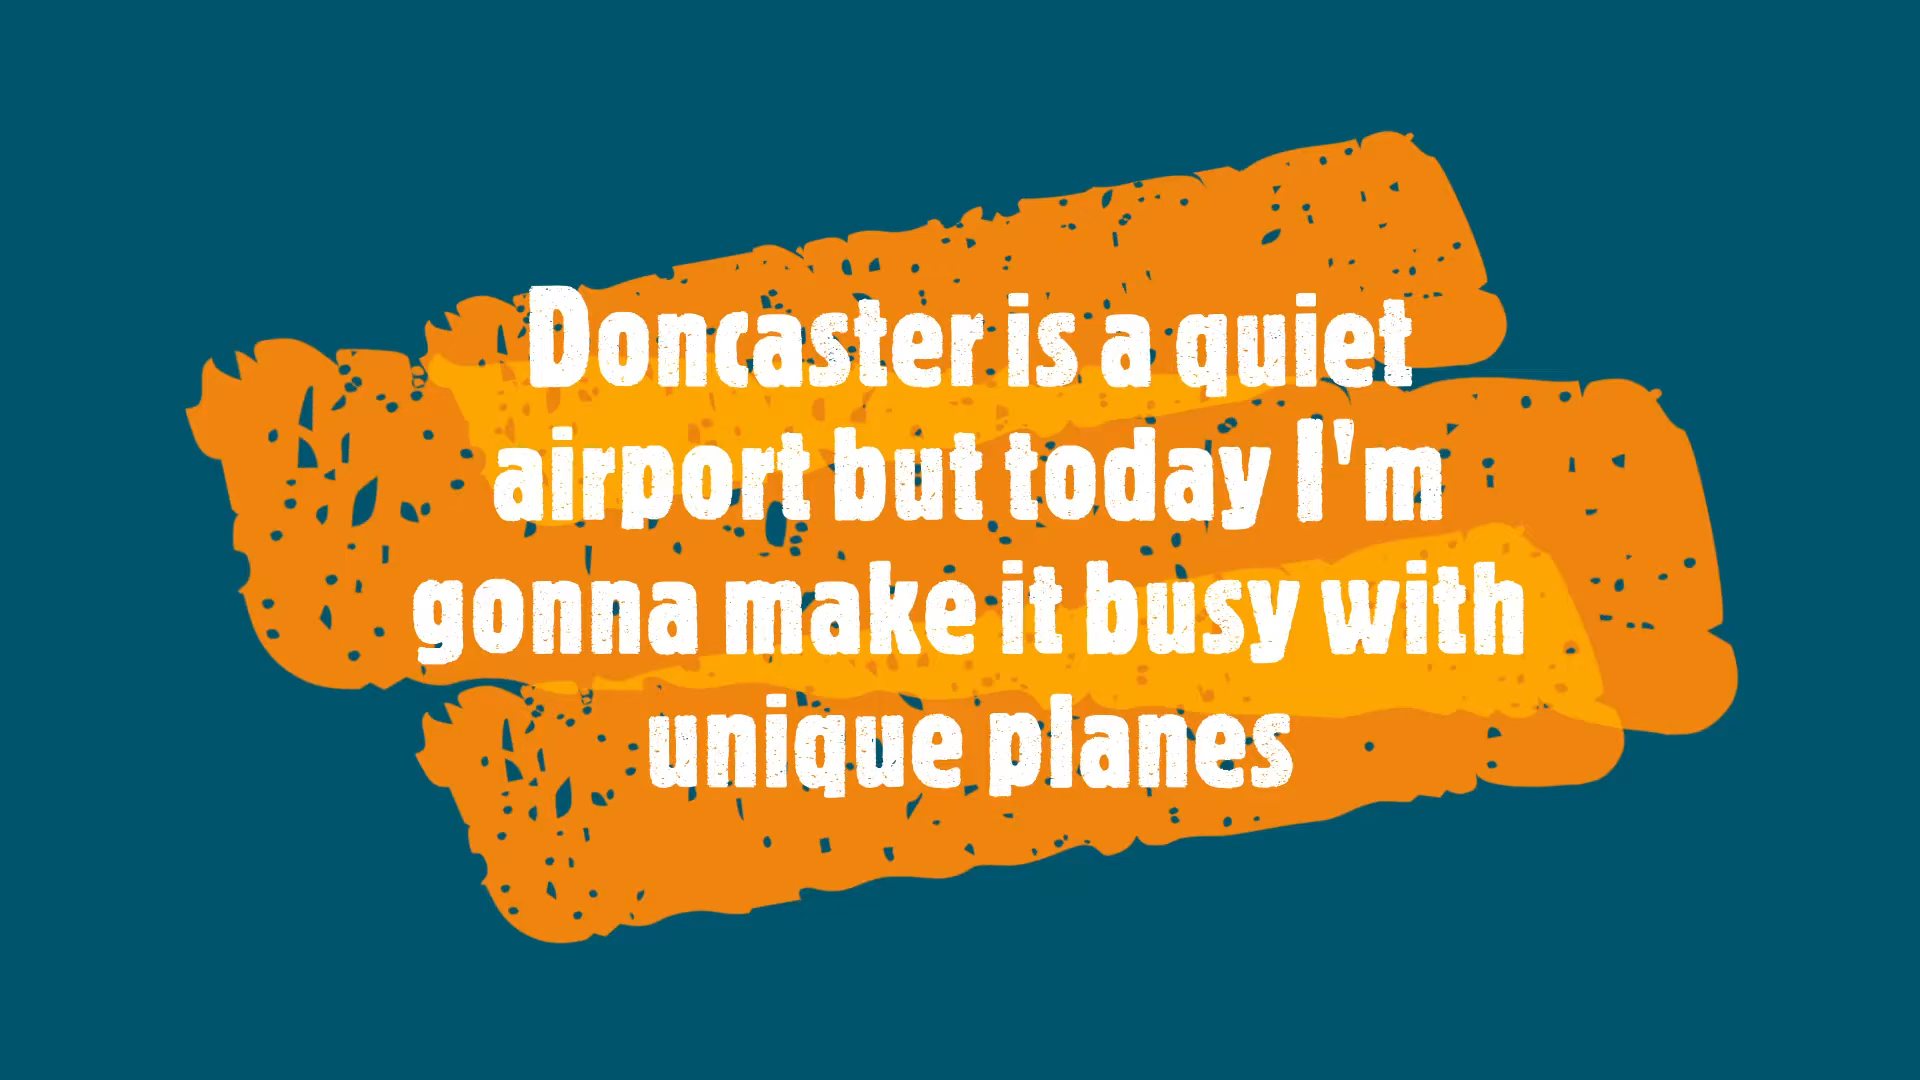 Doncaster is a quiet
airport but today I'm
gonna make it busy with
unique planes